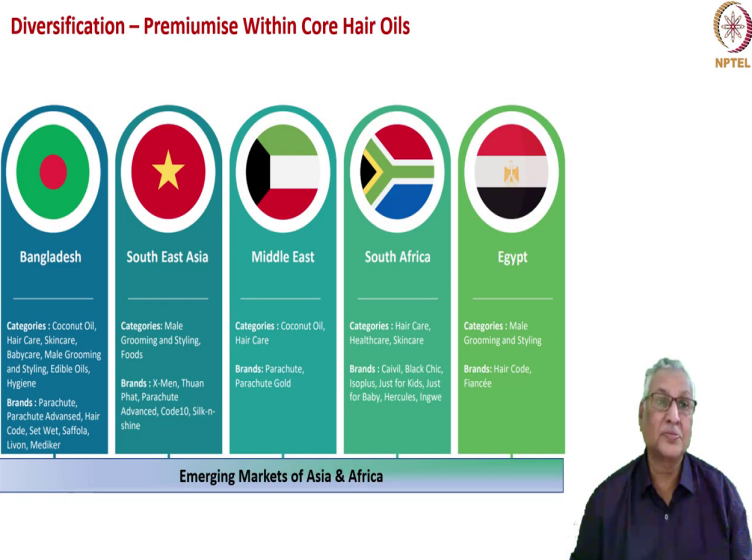 Diversification – Premiumise Within Core Hair Oils
NPTEL
Bangladesh
Categories : Coconut Oil,
Hair Care, Skincare,
Babycare, Male Grooming
and Styling, Edible Oils,
Hygiene
Brands : Parachute,
Parachute Advansed, Hair
Code, Set Wet, Saffola,
Livon, Mediker
South East Asia
Categories: Male
Grooming and Styling,
Foods
Brands : X-Men, Thuan
Phat, Parachute
Advanced, Code10, Silk-n-
shine
Middle East
Categories : Coconut Oil,
Hair Care
Brands: Parachute,
Parachute Gold
South Africa
Categories : Hair Care,
Healthcare, Skincare
Brands : Caivil, Black Chic,
Isoplus, Just for Kids, Just
for Baby, Hercules, Ingwe
Egypt
Categories : Male
Grooming and Styling
Brands: Hair Code,
Fiancée
Emerging Markets of Asia & Africa